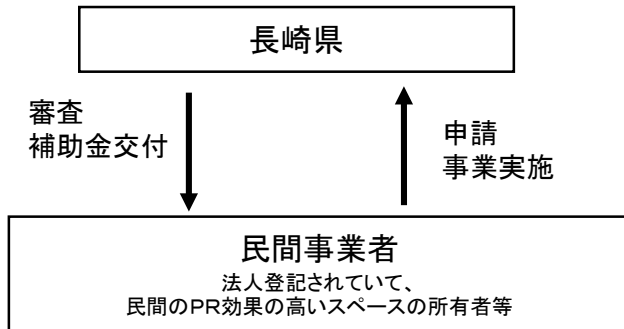 長崎県
審査
補助金交付
申請
事業実施
民間事業者
法人登記されていて、
民間のPR効果の高いスペースの所有者等